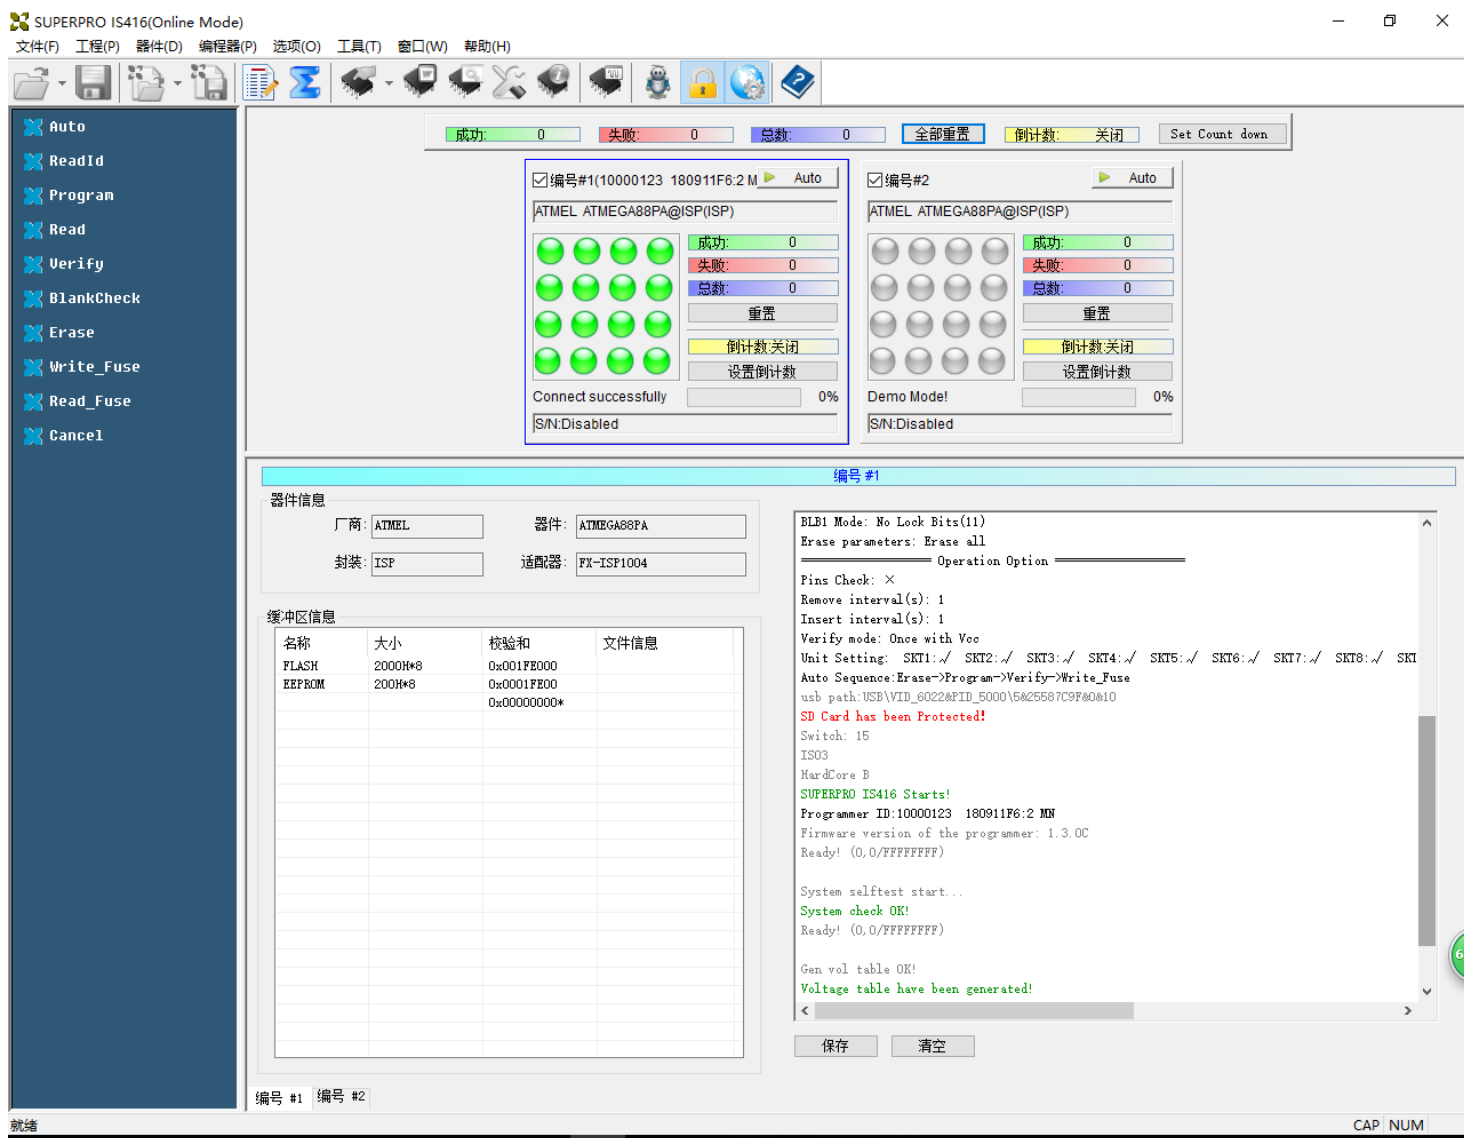 SUPERPRO IS416(Online Mode)
文件(F) 工程(P) 器件(D) 编程器(P) 选项(O) 工具(T) 窗口(W) 帮助(H)
Auto
ReadId
Program
Read
Verify
BlankCheck
Erase
Write_Fuse
Read_Fuse
Cancel
成功: 0 失败: 0 总数: 0 全部重置 倒计数: 关闭 Set Count down
编号#1(10000123 180911F6:2 M Auto
ATMEL ATMEGA88PA@ISP(ISP)
成功: 0
失败: 0
总数: 0
重置
倒计数:关闭
设置倒计数
Connect successfully 0%
S/N:Disabled
编号#2 Auto
ATMEL ATMEGA88PA@ISP(ISP)
成功: 0
失败: 0
总数: 0
重置
倒计数:关闭
设置倒计数
Demo Mode! 0%
S/N:Disabled
编号 #1
器件信息
厂商: ATMEL 器件: ATMEGA88PA
封装: ISP 适配器: FX-ISP1004
缓冲区信息
名称 大小 校验和 文件信息
FLASH 2000H*8 0x001FE000
EEPROM 200H*8 0x0001FE00
0x00000000*
BLB1 Mode: No Lock Bits(11)
Erase parameters: Erase all
Operation Option
Pins Check: ×
Remove interval(s): 1
Insert interval(s): 1
Verify mode: Once with Vcc
Unit Setting: SKT1:√ SKT2:√ SKT3:√ SKT4:√ SKT5:√ SKT6:√ SKT7:√ SKT8:√ SKT
Auto Sequence:Erase->Program->Verify->Write_Fuse
usb path:USB\VID_6022&PID_5000\5&25587C9F&0&10
SD Card has been Protected!
Switch: 15
ISO3
HardCore B
SUPERPRO IS416 Starts!
Programmer ID:10000123 180911F6:2 MN
Firmware version of the programmer: 1.3.0C
Ready! (0,0/FFFFFFFF)
System selftest start...
System check OK!
Ready! (0,0/FFFFFFFF)
Gen vol table OK!
Voltage table have been generated!
保存 清空
编号 #1 编号 #2
就绪 CAP NUM